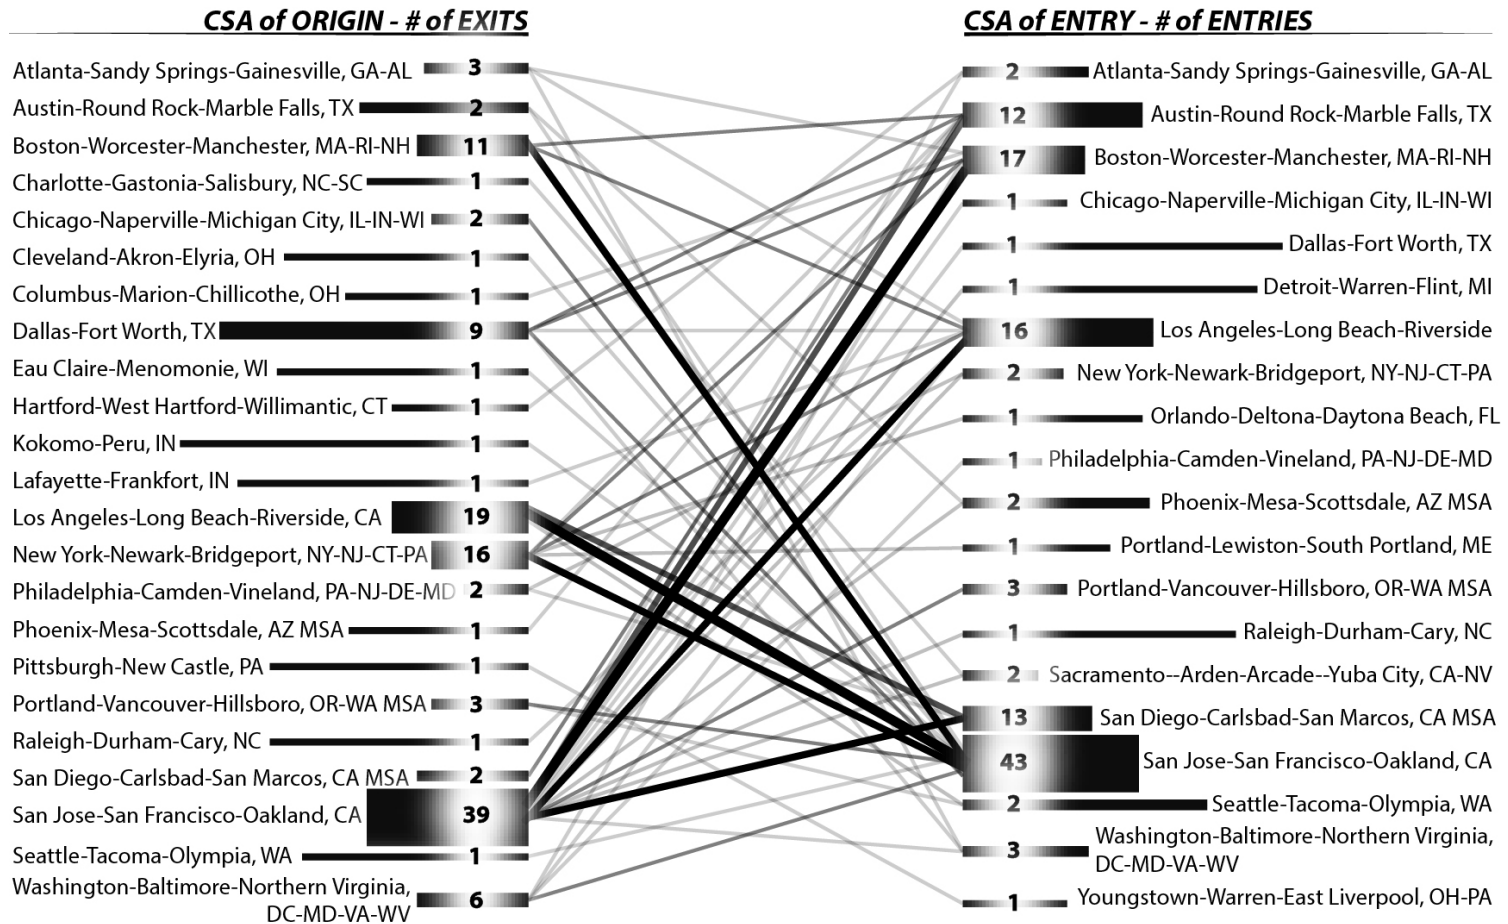 CSA of ORIGIN - # of EXITS
Atlanta-Sandy Springs-Gainesville, GA-AL 3
Austin-Round Rock-Marble Falls, TX 2
Boston-Worcester-Manchester, MA-RI-NH 11
Charlotte-Gastonia-Salisbury, NC-SC 1
Chicago-Naperville-Michigan City, IL-IN-WI 2
Cleveland-Akron-Elyria, OH 1
Columbus-Marion-Chillicothe, OH 1
Dallas-Fort Worth, TX 9
Eau Claire-Menomonie, WI 1
Hartford-West Hartford-Willimantic, CT 1
Kokomo-Peru, IN 1
Lafayette-Frankfort, IN 1
Los Angeles-Long Beach-Riverside, CA 19
New York-Newark-Bridgeport, NY-NJ-CT-PA 16
Philadelphia-Camden-Vineland, PA-NJ-DE-MD 2
Phoenix-Mesa-Scottsdale, AZ MSA 1
Pittsburgh-New Castle, PA 1
Portland-Vancouver-Hillsboro, OR-WA MSA 3
Raleigh-Durham-Cary, NC 1
San Diego-Carlsbad-San Marcos, CA MSA 2
San Jose-San Francisco-Oakland, CA 39
Seattle-Tacoma-Olympia, WA 1
Washington-Baltimore-Northern Virginia,
DC-MD-VA-WV 6
CSA of ENTRY - # of ENTRIES
2 Atlanta-Sandy Springs-Gainesville, GA-AL
12 Austin-Round Rock-Marble Falls, TX
17 Boston-Worcester-Manchester, MA-RI-NH
1 Chicago-Naperville-Michigan City, IL-IN-WI
1 Dallas-Fort Worth, TX
1 Detroit-Warren-Flint, MI
16 Los Angeles-Long Beach-Riverside
2 New York-Newark-Bridgeport, NY-NJ-CT-PA
1 Orlando-Deltona-Daytona Beach, FL
1 Philadelphia-Camden-Vineland, PA-NJ-DE-MD
2 Phoenix-Mesa-Scottsdale, AZ MSA
1 Portland-Lewiston-South Portland, ME
3 Portland-Vancouver-Hillsboro, OR-WA MSA
1 Raleigh-Durham-Cary, NC
2 Sacramento--Arden-Arcade--Yuba City, CA-NV
13 San Diego-Carlsbad-San Marcos, CA MSA
43 San Jose-San Francisco-Oakland, CA
2 Seattle-Tacoma-Olympia, WA
3 Washington-Baltimore-Northern Virginia,
DC-MD-VA-WV
1 Youngstown-Warren-East Liverpool, OH-PA